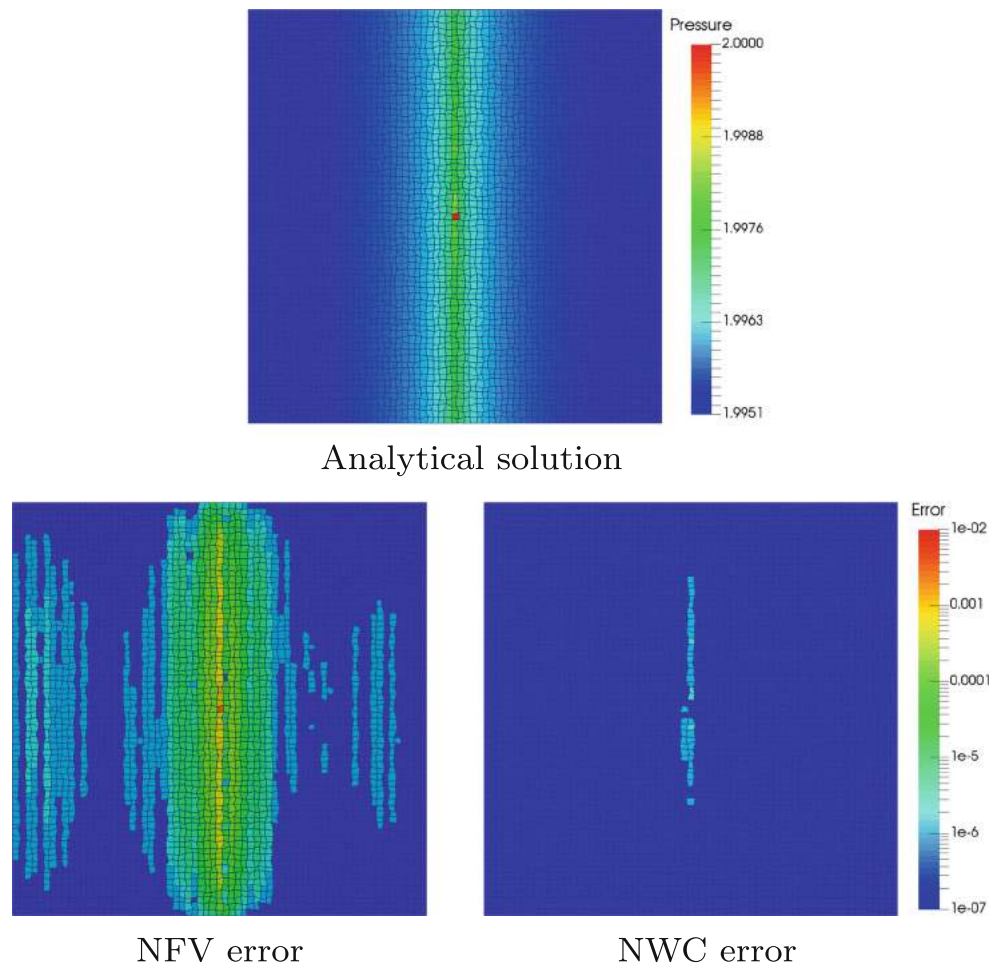 Pressure
2.0000
1.9988
1.9976
1.9963
1.9951
Analytical solution
Error
1e-02
0.001
0.0001
1e-5
1e-6
1e-07
NFV error
NWC error